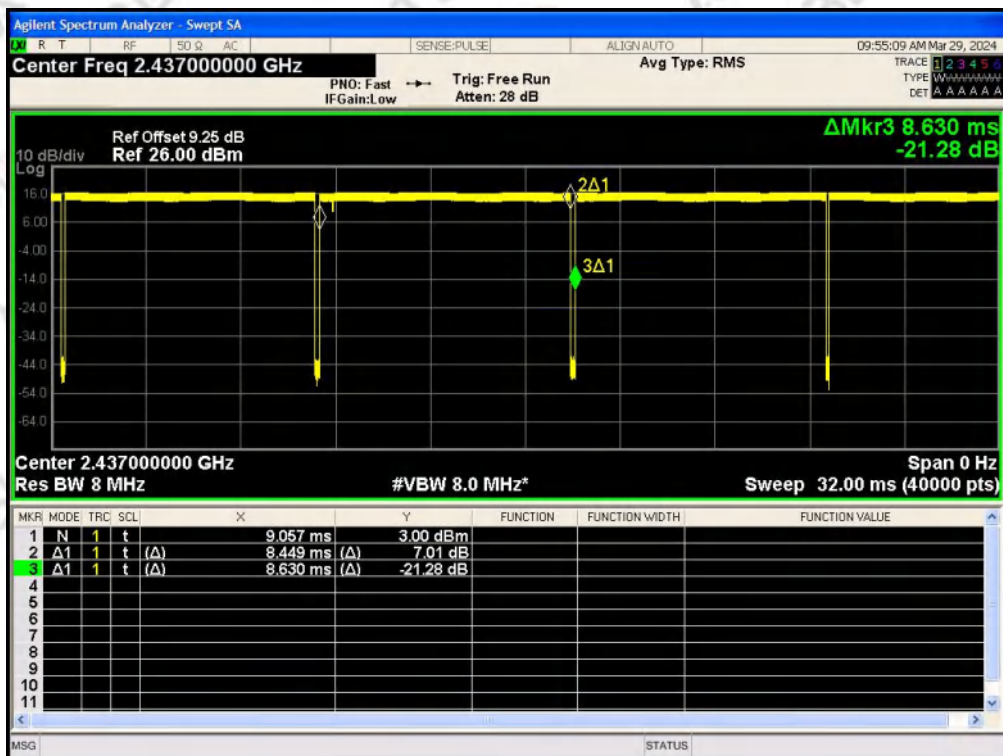 Agilent Spectrum Analyzer - Swept SA
LXI R T RF 50 Ω AC SENSE:PULSE ALIGN AUTO 09:55:09 AM Mar 29, 2024
Center Freq 2.437000000 GHz Avg Type: RMS TRACE 1 2 3 4 5 6
PNO: Fast Trig: Free Run TYPE WWWWWW
IFGain:Low Atten: 28 dB DET A A A A A A
ΔMkr3 8.630 ms
Ref Offset 9.25 dB
10 dB/div Ref 26.00 dBm -21.28 dB
Log
16.0
2Δ1
1
6.00
-4.00
3Δ1
-14.0
-24.0
-34.0
-44.0
-54.0
-64.0
Center 2.437000000 GHz Span 0 Hz
Res BW 8 MHz #VBW 8.0 MHz* Sweep 32.00 ms (40000 pts)
MKR MODE TRC SCL X Y FUNCTION FUNCTION WIDTH FUNCTION VALUE
1 N 1 t 9.057 ms 3.00 dBm
2 Δ1 1 t (Δ) 8.449 ms (Δ) 7.01 dB
3 Δ1 1 t (Δ) 8.630 ms (Δ) -21.28 dB
4
5
6
7
8
9
10
11
MSG STATUS